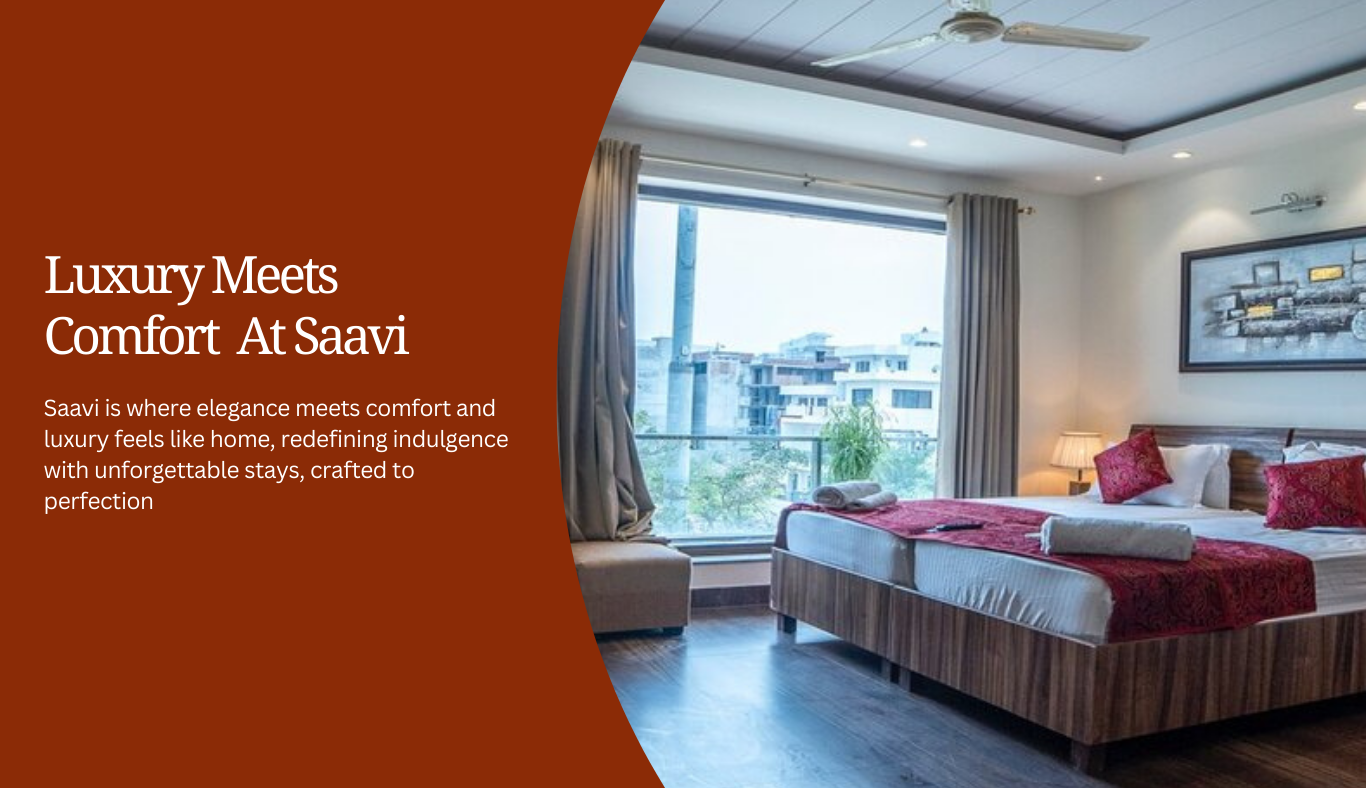 Luxury Meets
Comfort At Saavi
Saavi is where elegance meets comfort and
luxury feels like home, redefining indulgence
with unforgettable stays, crafted to
perfection